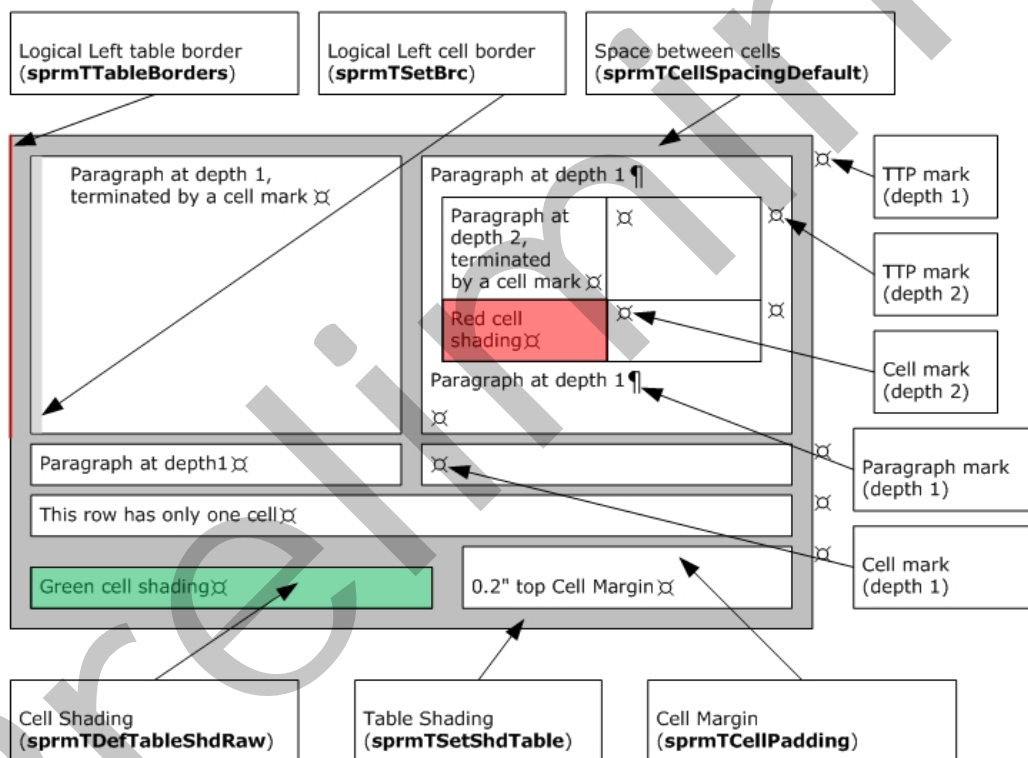 Logical Left table border
(sprmTTableBorders)
Logical Left cell border
(sprmTSetBrc)
Space between cells
(sprmTCellSpacingDefault)
Paragraph at depth 1,
terminated by a cell mark ¤
Paragraph at depth 1 ¶
Paragraph at
depth 2,
terminated
by a cell mark ¤
¤
¤
Red cell
shading¤
¤
¤
Paragraph at depth 1 ¶
¤
¤
TTP mark
(depth 1)
TTP mark
(depth 2)
Cell mark
(depth 2)
Paragraph mark
(depth 1)
Cell mark
(depth 1)
Paragraph at depth1¤
¤
¤
This row has only one cell¤
¤
Green cell shading¤
0.2" top Cell Margin ¤
¤
Cell Shading
(sprmTDefTableShdRaw)
Table Shading
(sprmTSetShdTable)
Cell Margin
(sprmTCellPadding)
relimin